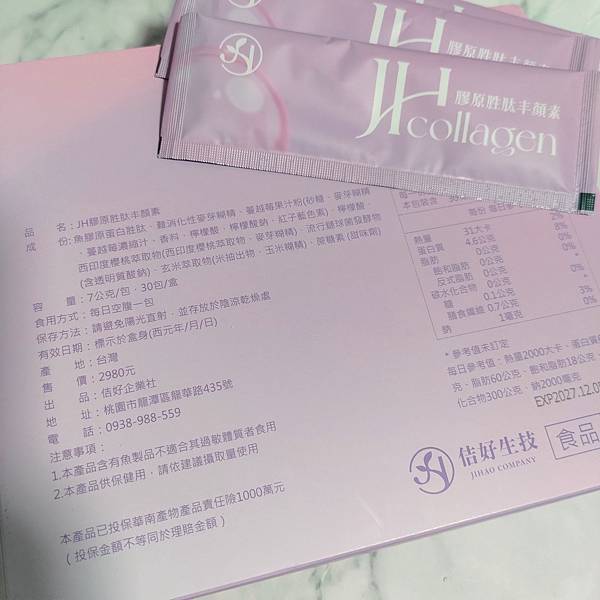 JH
膠原胜肽丰顏素
collagen
品 名：JH膠原胜肽丰顏素
成 份：魚膠原蛋白胜肽、難消化性麥芽糊精、蔓越莓果汁粉(砂糖、麥芽糊精
、蔓越莓濃縮汁、香料、檸檬酸、檸檬酸鈉、紅子藍色素)、檸檬酸、
西印度櫻桃萃取物(西印度櫻桃萃取物、麥芽糊精)、流行鏈球菌發酵物
(含透明質酸鈉)、玄米萃取物(米抽出物、玉米糊精)、蔗糖素(甜味劑)
容 量：7公克/包，30包/盒
食用方式：每日空腹一包
保存方法：請避免陽光直射，並存放於陰涼乾燥處
有效日期：標示於盒身(西元年/月/日)
產 地：台灣
售 價：2980元
出 品：佶好企業社
地 址：桃園市龍潭區龍華路435號
電 話：0938-988-559
注意事項：
1.本產品含有魚製品不適合其過敏體質者食用
2.本產品供保健用，請依建議攝取量使用
本產品已投保華南產物產品責任險1000萬元
（投保金額不等同於理賠金額）
本包裝含
每份
2%
熱量 31大卡 8%
蛋白質 4.6公克 0%
脂肪
飽和脂肪
反式脂肪
碳水化合物 0%
糖 0.1公克
膳食纖維 0.7公克 3%
鈉 1毫克 0%
*參考值未訂定
每日參考值：熱量2000大卡、蛋白質
克、脂肪60公克、飽和脂肪18公克、
化合物300公克、鈉2000毫克
EXP2027.12.0
佶好生技
JIHAO COMPANY
食品